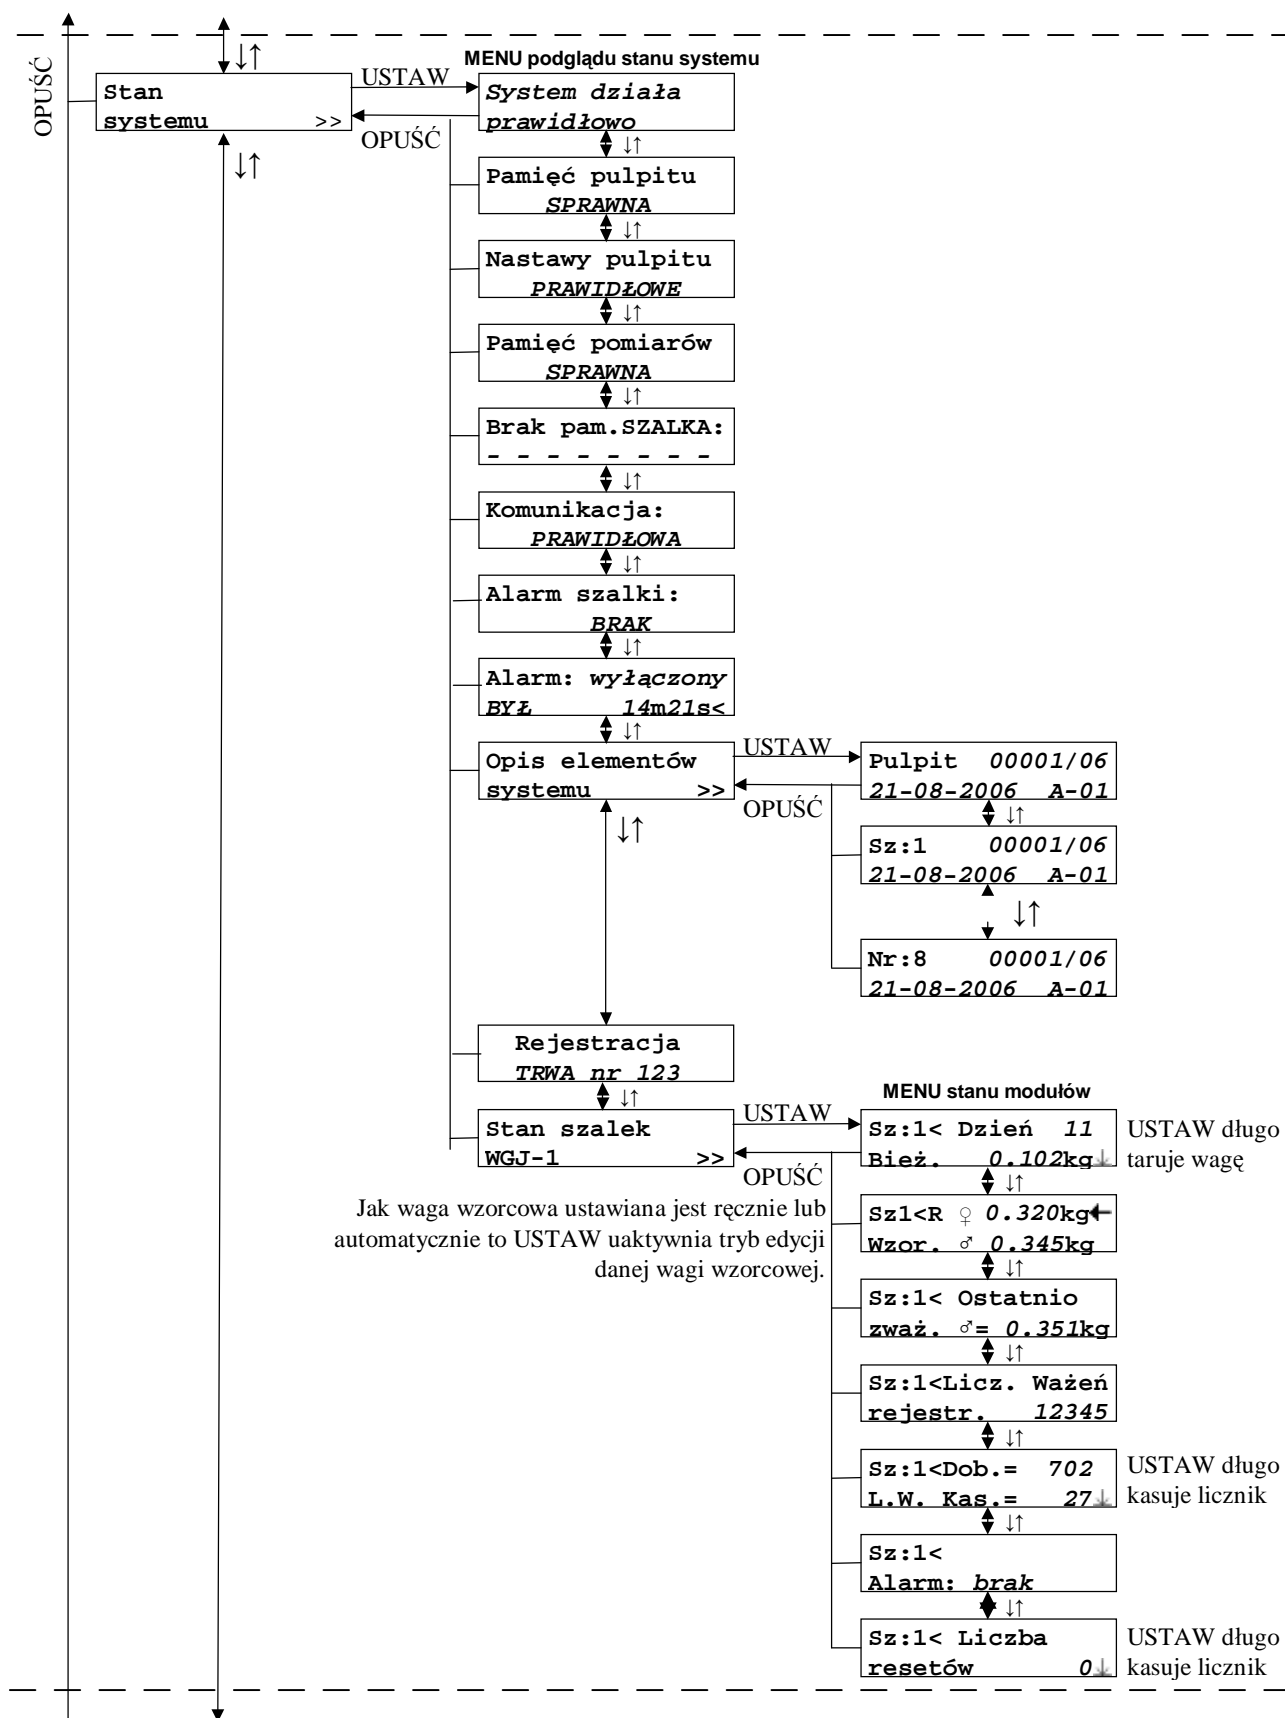 OPUŚĆ
↓↑
MENU podglądu stanu systemu
Stan
systemu >>
USTAW
OPUŚĆ
↓↑
System działa
prawidłowo
↓↑
Pamięć pulpitu
SPRAWNA
↓↑
Nastawy pulpitu
PRAWIDŁOWE
↓↑
Pamięć pomiarów
SPRAWNA
↓↑
Brak pam.SZALKA:
- - - - - - - -
↓↑
Komunikacja:
PRAWIDŁOWA
↓↑
Alarm szalki:
BRAK
↓↑
Alarm: wyłączony
BYŁ 14m21s<
↓↑
Opis elementów
systemu >>
USTAW
OPUŚĆ
↓↑
Pulpit 00001/06
21-08-2006 A-01
↓↑
Sz:1 00001/06
21-08-2006 A-01
↓↑
Nr:8 00001/06
21-08-2006 A-01
Rejestracja
TRWA nr 123
↓↑
Stan szalek
WGJ-1 >>
USTAW
OPUŚĆ
MENU stanu modułów
Sz:1< Dzień 11
Bież. 0.102kg↓
USTAW długo
taruje wagę
↓↑
Jak waga wzorcowa ustawiana jest ręcznie lub
automatycznie to USTAW uaktywnia tryb edycji
danej wagi wzorcowej.
Sz1<R ♀ 0.320kg←
Wzor. ♂ 0.345kg
↓↑
Sz:1< Ostatnio
zważ. ♂= 0.351kg
↓↑
Sz:1<Licz. Ważeń
rejestr. 12345
↓↑
Sz:1<Dob.= 702
L.W. Kas.= 27↓
USTAW długo
kasuje licznik
↓↑
Sz:1<
Alarm: brak
↓↑
Sz:1< Liczba
resetów 0↓
USTAW długo
kasuje licznik